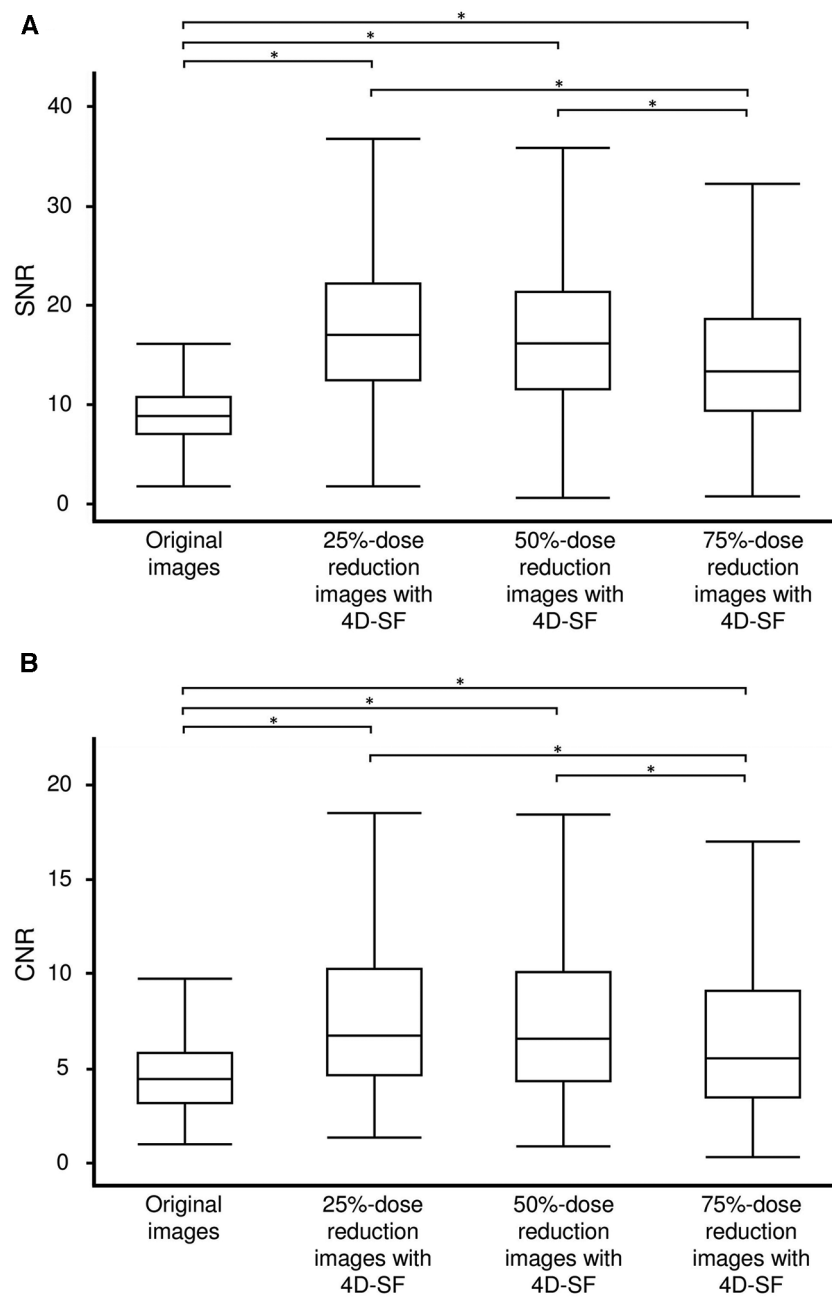 A
*
*
*
*
*
40
30
20
10
0
SNR
Original
images
25%-dose
reduction
images with
4D-SF
50%-dose
reduction
images with
4D-SF
75%-dose
reduction
images with
4D-SF
B
*
*
*
*
*
20
15
10
5
0
CNR
Original
images
25%-dose
reduction
images with
4D-SF
50%-dose
reduction
images with
4D-SF
75%-dose
reduction
images with
4D-SF